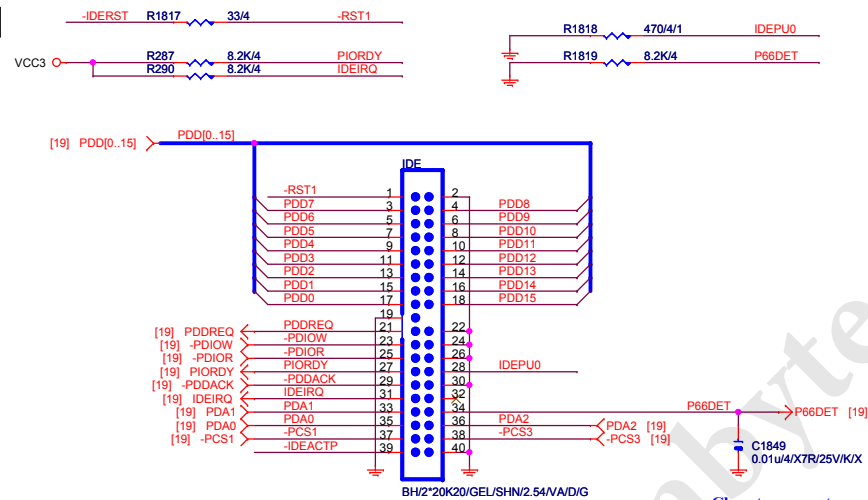 -IDERST R1817 33/4 -RST1
R1818 470/4/1 IDEPU0
VCC3 R287 8.2K/4 PIORDY
R1819 8.2K/4 P66DET
R290 8.2K/4 IDEIRQ
[19] PDD[0..15] PDD[0..15]
IDE
-RST1 1 2
PDD7 3 4 PDD8
PDD6 5 6 PDD9
PDD5 7 8 PDD10
PDD4 9 10 PDD11
PDD3 11 12 PDD12
PDD2 13 14 PDD13
PDD1 15 16 PDD14
PDD0 17 18 PDD15
19
[19] PDDREQ PDDREQ 21 22
[19] -PDIOW -PDIOW 23 24
[19] -PDIOR -PDIOR 25 26
[19] PIORDY PIORDY 27 28 IDEPU0
[19] -PDDACK -PDDACK 29 30
[19] IDEIRQ IDEIRQ 31 32
[19] PDA1 PDA1 33 34 P66DET P66DET [19]
[19] PDA0 PDA0 35 36 PDA2 PDA2 [19]
[19] -PCS1 -PCS1 37 38 -PCS3 -PCS3 [19]
-IDEACTP 39 40
C1849
0.01u/4/X7R/25V/K/X
BH/2*20K20/GEL/SHN/2.54/VA/D/G